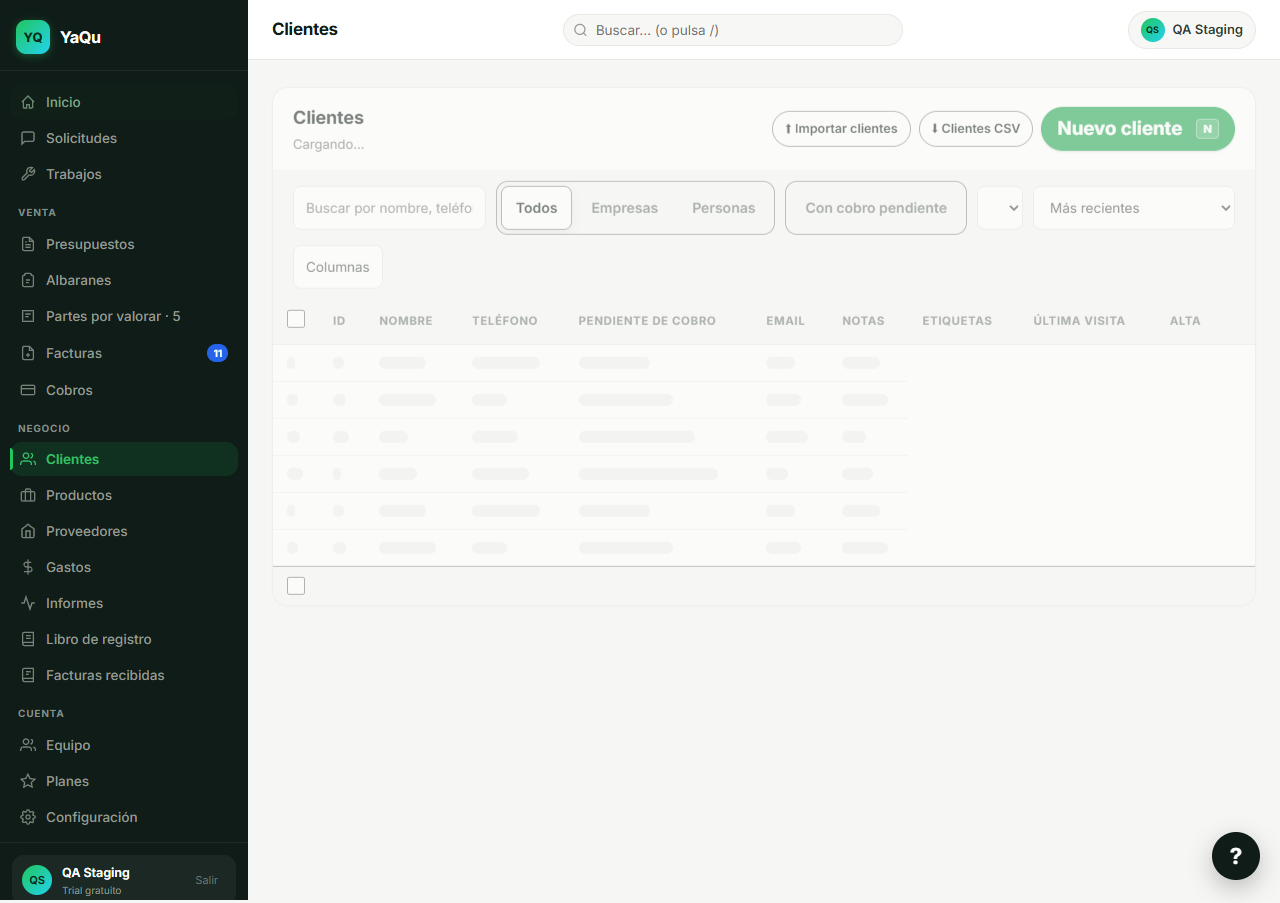 YQ YaQu
Clientes
Buscar... (o pulsa /)
QS QA Staging
Inicio
Solicitudes
Trabajos
VENTA
Presupuestos
Albaranes
Partes por valorar · 5
Facturas 11
Cobros
NEGOCIO
Clientes
Productos
Proveedores
Gastos
Informes
Libro de registro
Facturas recibidas
CUENTA
Equipo
Planes
Configuración
QS QA Staging
Trial gratuito
Salir
Clientes
Cargando...
⬆ Importar clientes
⬇ Clientes CSV
Nuevo cliente N
Buscar por nombre, teléfo
Todos Empresas Personas
Con cobro pendiente
Más recientes
Columnas
ID NOMBRE TELÉFONO PENDIENTE DE COBRO EMAIL NOTAS ETIQUETAS ÚLTIMA VISITA ALTA
?